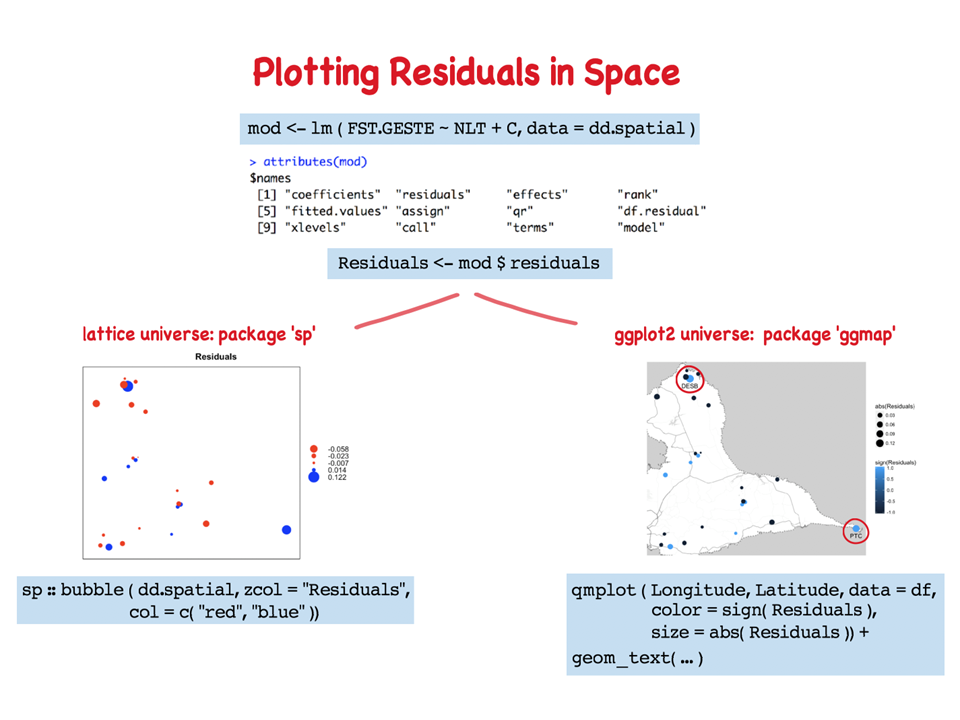 Plotting Residuals in Space
mod <- lm ( FST.GESTE ~ NLT + C, data = dd.spatial )
> attributes(mod)
$names
[1] "coefficients" "residuals" "effects" "rank"
[5] "fitted.values" "assign" "qr" "df.residual"
[9] "xlevels" "call" "terms" "model"
Residuals <- mod $ residuals
lattice universe: package 'sp'
Residuals
-0.058
-0.023
-0.007
0.014
0.122
sp :: bubble ( dd.spatial, zcol = "Residuals",
col = c( "red", "blue" ))
ggplot2 universe: package 'ggmap'
DESB
PTC
abs(Residuals)
0.03
0.06
0.09
0.12
sign(Residuals)
1.0
0.5
0.0
-0.5
-1.0
qmplot ( Longitude, Latitude, data = df,
color = sign( Residuals ),
size = abs( Residuals )) +
geom_text( ... )